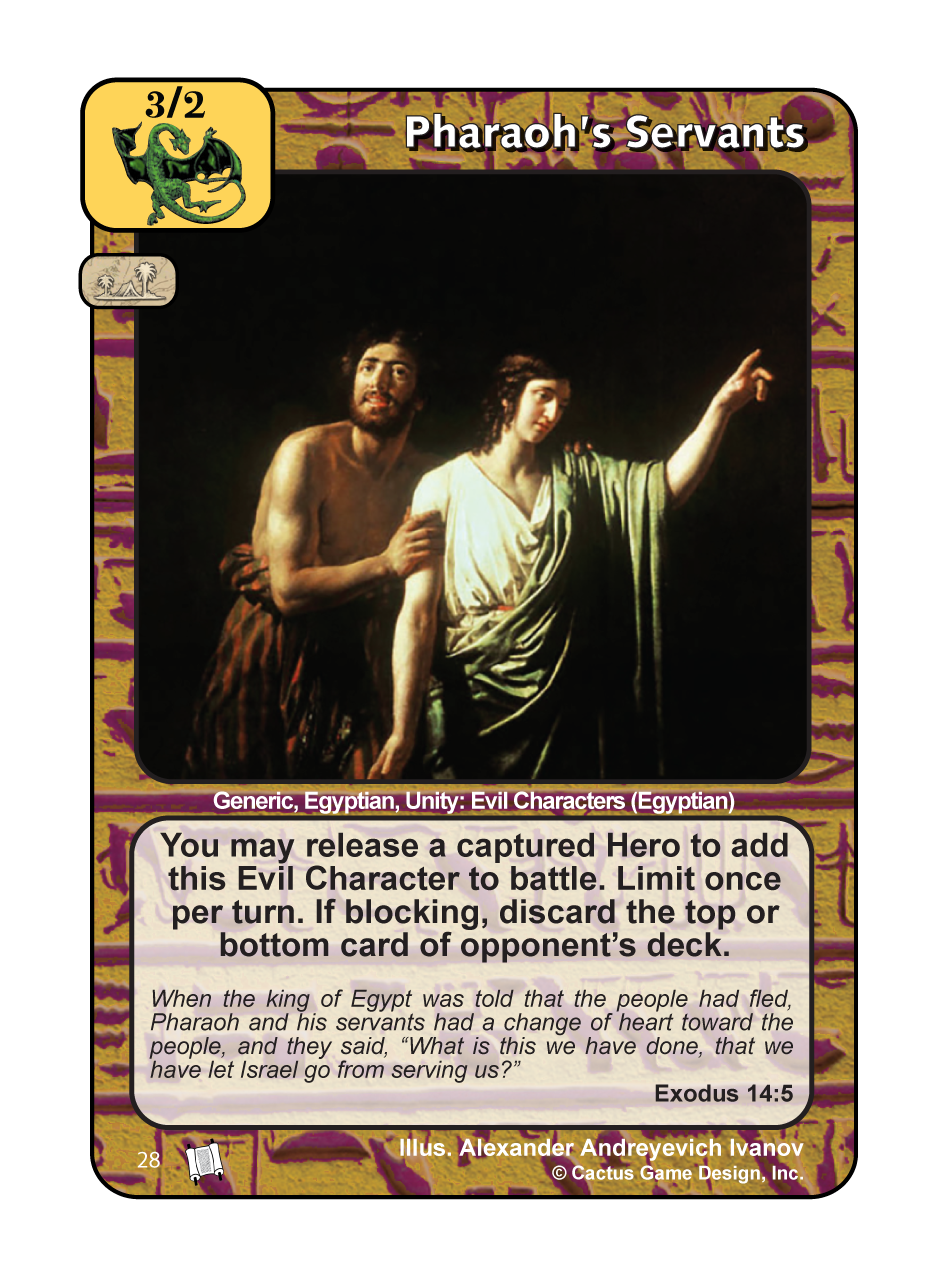 3/2
Pharaoh's Servants
Generic, Egyptian, Unity: Evil Characters (Egyptian)
You may release a captured Hero to add
this Evil Character to battle. Limit once
per turn. If blocking, discard the top or
bottom card of opponent’s deck.
When the king of Egypt was told that the people had fled,
Pharaoh and his servants had a change of heart toward the
people, and they said, “What is this we have done, that we
have let Israel go from serving us?”
Exodus 14:5
28
Illus. Alexander Andreyevich Ivanov
© Cactus Game Design, Inc.